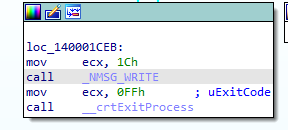 loc_140001CEB:
mov     ecx, 1Ch
call    _NMSG_WRITE
mov     ecx, 0FFh       ; uExitCode
call    __crtExitProcess